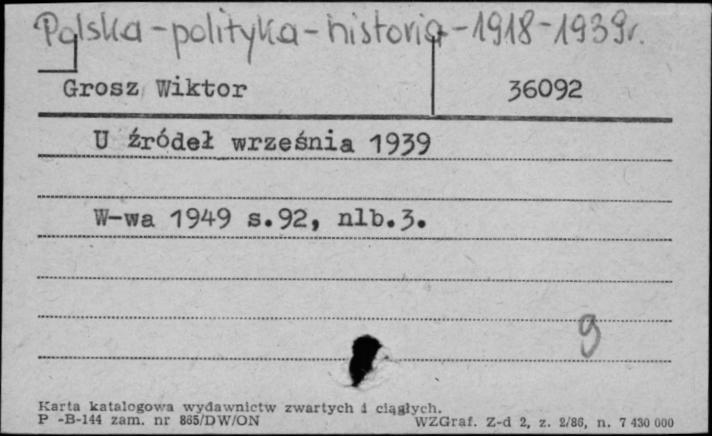 Polska-polityka-historia-1918-1939r.
Grosz Wiktor 36092
U źródeł września 1939
W-wa 1949 s.92, nlb.3.
9
Karta katalogowa wydawnictw zwartych i ciągłych.
P -B-144 zam. nr 865/DW/ON WZGraf. Z-d 2, z. 2/86, n. 7 430 000